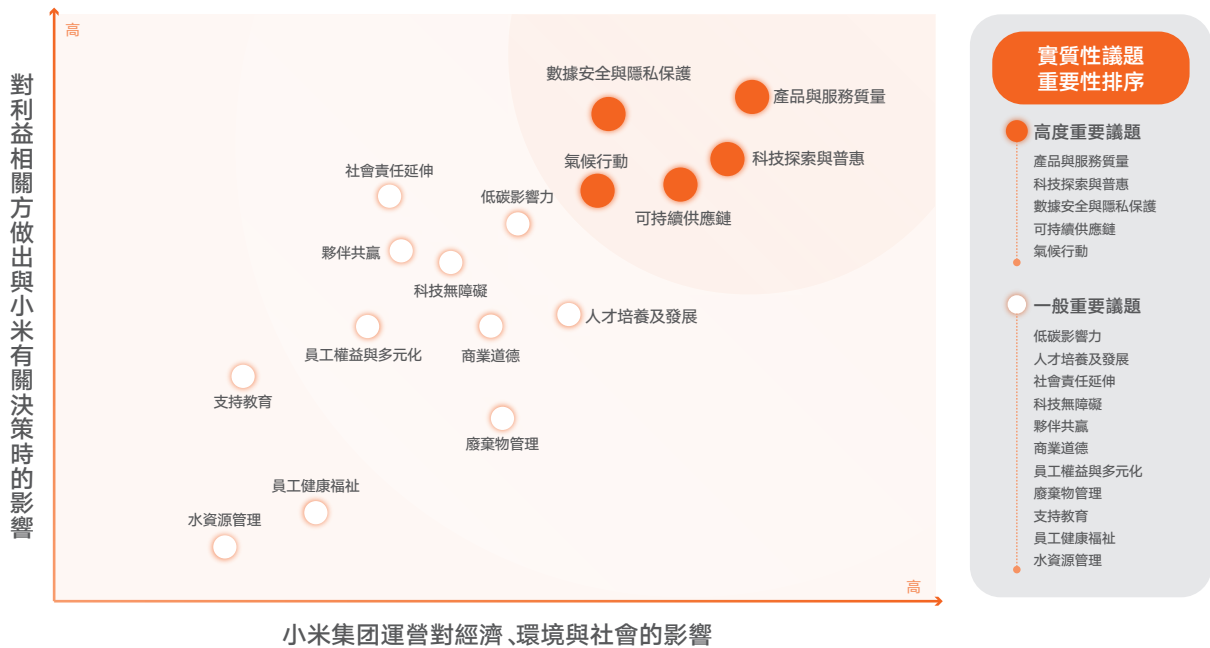 高
對利益相關方做出與小米有關決策時的影響
數據安全與隱私保護
產品與服務質量
氣候行動
科技探索與普惠
社會責任延伸
低碳影響力
可持續供應鏈
夥伴共贏
科技無障礙
人才培養及發展
員工權益與多元化
商業道德
支持教育
廢棄物管理
員工健康福祉
水資源管理
高
小米集团運營對經濟、環境與社會的影響
實質性議題
重要性排序
高度重要議題
產品與服務質量
科技探索與普惠
數據安全與隱私保護
可持續供應鏈
氣候行動
一般重要議題
低碳影響力
人才培養及發展
社會責任延伸
科技無障礙
夥伴共贏
商業道德
員工權益與多元化
廢棄物管理
支持教育
員工健康福祉
水資源管理